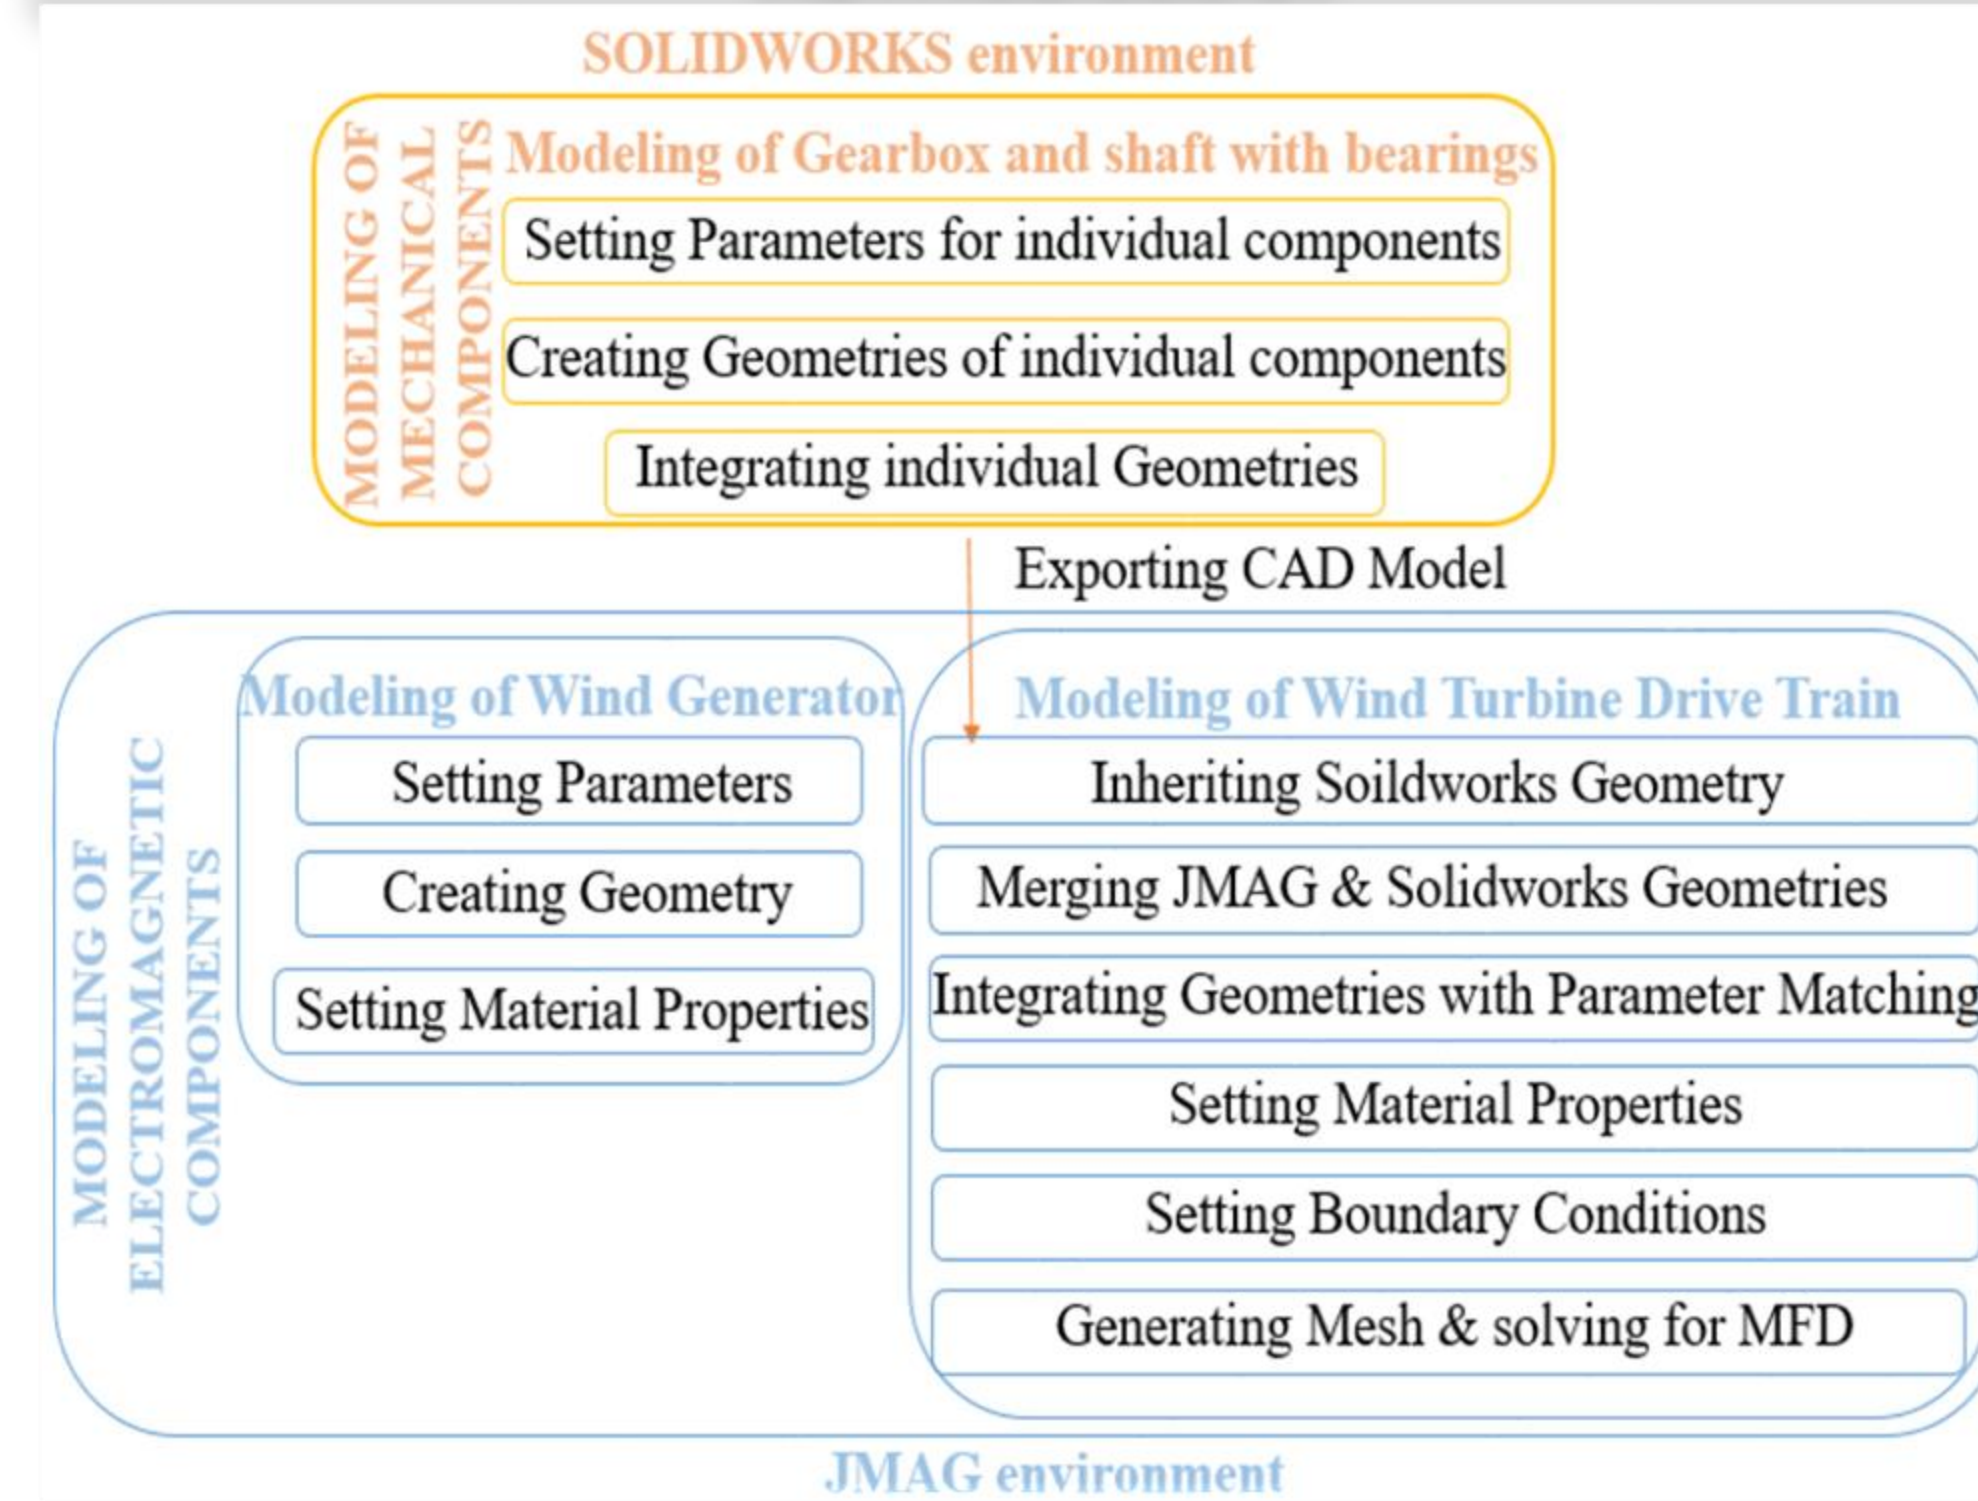 SOLIDWORKS environment
MODELING OF
MECHANICAL
COMPONENTS
Modeling of Gearbox and shaft with bearings
Setting Parameters for individual components
Creating Geometries of individual components
Integrating individual Geometries
Exporting CAD Model
MODELING OF
ELECTROMAGNETIC
COMPONENTS
Modeling of Wind Generator
Setting Parameters
Creating Geometry
Setting Material Properties
Modeling of Wind Turbine Drive Train
Inheriting Soildworks Geometry
Merging JMAG & Solidworks Geometries
Integrating Geometries with Parameter Matching
Setting Material Properties
Setting Boundary Conditions
Generating Mesh & solving for MFD
JMAG environment